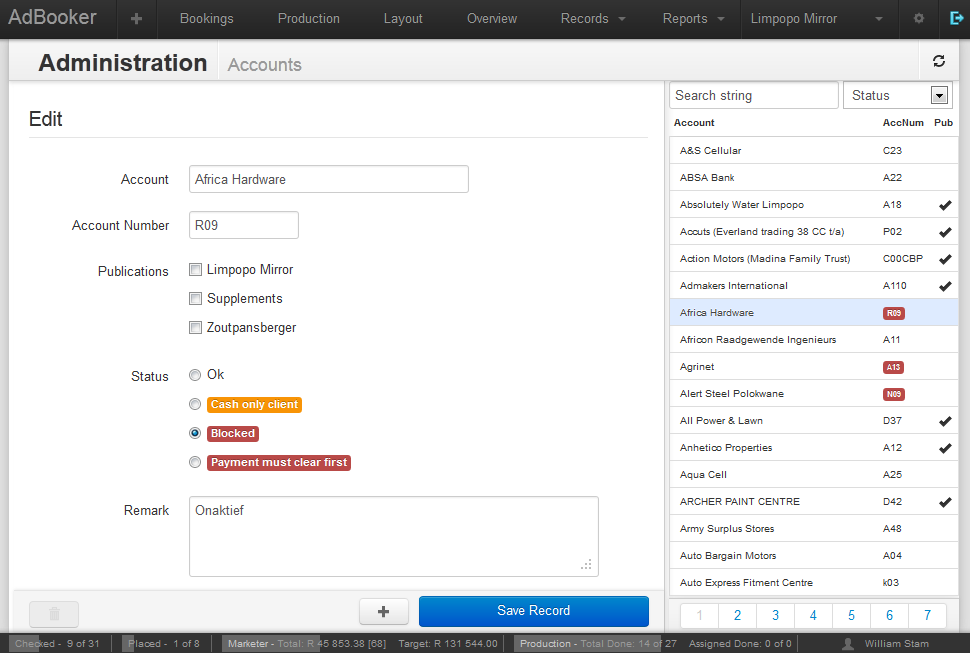 AdBooker + Bookings Production Layout Overview Records Reports Limpopo Mirror
Administration Accounts
Search string Status
Edit
Account AccNum Pub
A&S Cellular C23
ABSA Bank A22
Account Africa Hardware
Absolutely Water Limpopo A18
Account Number R09
Accuts (Everland trading 38 CC t/a) P02
Action Motors (Madina Family Trust) C00CBP
Publications Limpopo Mirror
Admakers International A110
Supplements
Africa Hardware R09
Zoutpansberger
Africon Raadgewende Ingenieurs A11
Agrinet A13
Status Ok
Alert Steel Polokwane N09
Cash only client
All Power & Lawn D37
Blocked
Anhetico Properties A12
Payment must clear first
Aqua Cell A25
ARCHER PAINT CENTRE D42
Remark Onaktief
Army Surplus Stores A48
Auto Bargain Motors A04
Auto Express Fitment Centre k03
+ Save Record
1 2 3 4 5 6 7
Checked - 9 of 31 Placed - 1 of 8 Marketer - Total: R 45 853.38 [68] Target: R 131 544.00 Production - Total Done: 14 of 27 Assigned Done: 0 of 0 William Stam